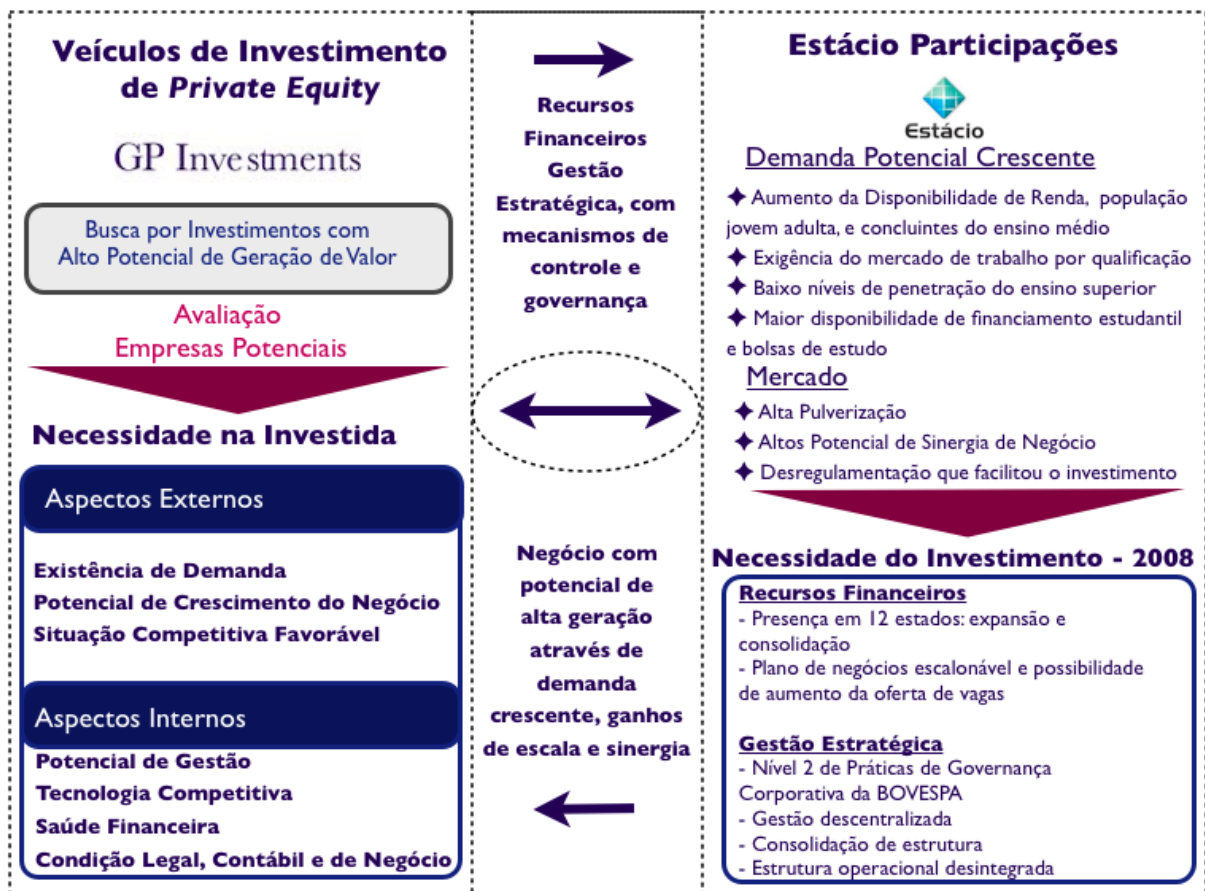 Veículos de Investimento
de Private Equity
GP Investments
Busca por Investimentos com
Alto Potencial de Geração de Valor
Avaliação
Empresas Potenciais
Necessidade na Investida
Aspectos Externos
Existência de Demanda
Potencial de Crescimento do Negócio
Situação Competitiva Favorável
Aspectos Internos
Potencial de Gestão
Tecnologia Competitiva
Saúde Financeira
Condição Legal, Contábil e de Negócio
Recursos
Financeiros
Gestão
Estratégica, com
mecanismos de
controle e
governança
Negócio com
potencial de
alta geração
através de
demanda
crescente, ganhos
de escala e sinergia
Estácio Participações
Estácio
Demanda Potencial Crescente
✦ Aumento da Disponibilidade de Renda, população
jovem adulta, e concluintes do ensino médio
✦ Exigência do mercado de trabalho por qualificação
✦ Baixo níveis de penetração do ensino superior
✦ Maior disponibilidade de financiamento estudantil
e bolsas de estudo
Mercado
✦ Alta Pulverização
✦ Altos Potencial de Sinergia de Negócio
✦ Desregulamentação que facilitou o investimento
Necessidade do Investimento - 2008
Recursos Financeiros
- Presença em 12 estados: expansão e
consolidação
- Plano de negócios escalonável e possibilidade
de aumento da oferta de vagas
Gestão Estratégica
- Nível 2 de Práticas de Governança
Corporativa da BOVESPA
- Gestão descentralizada
- Consolidação de estrutura
- Estrutura operacional desintegrada